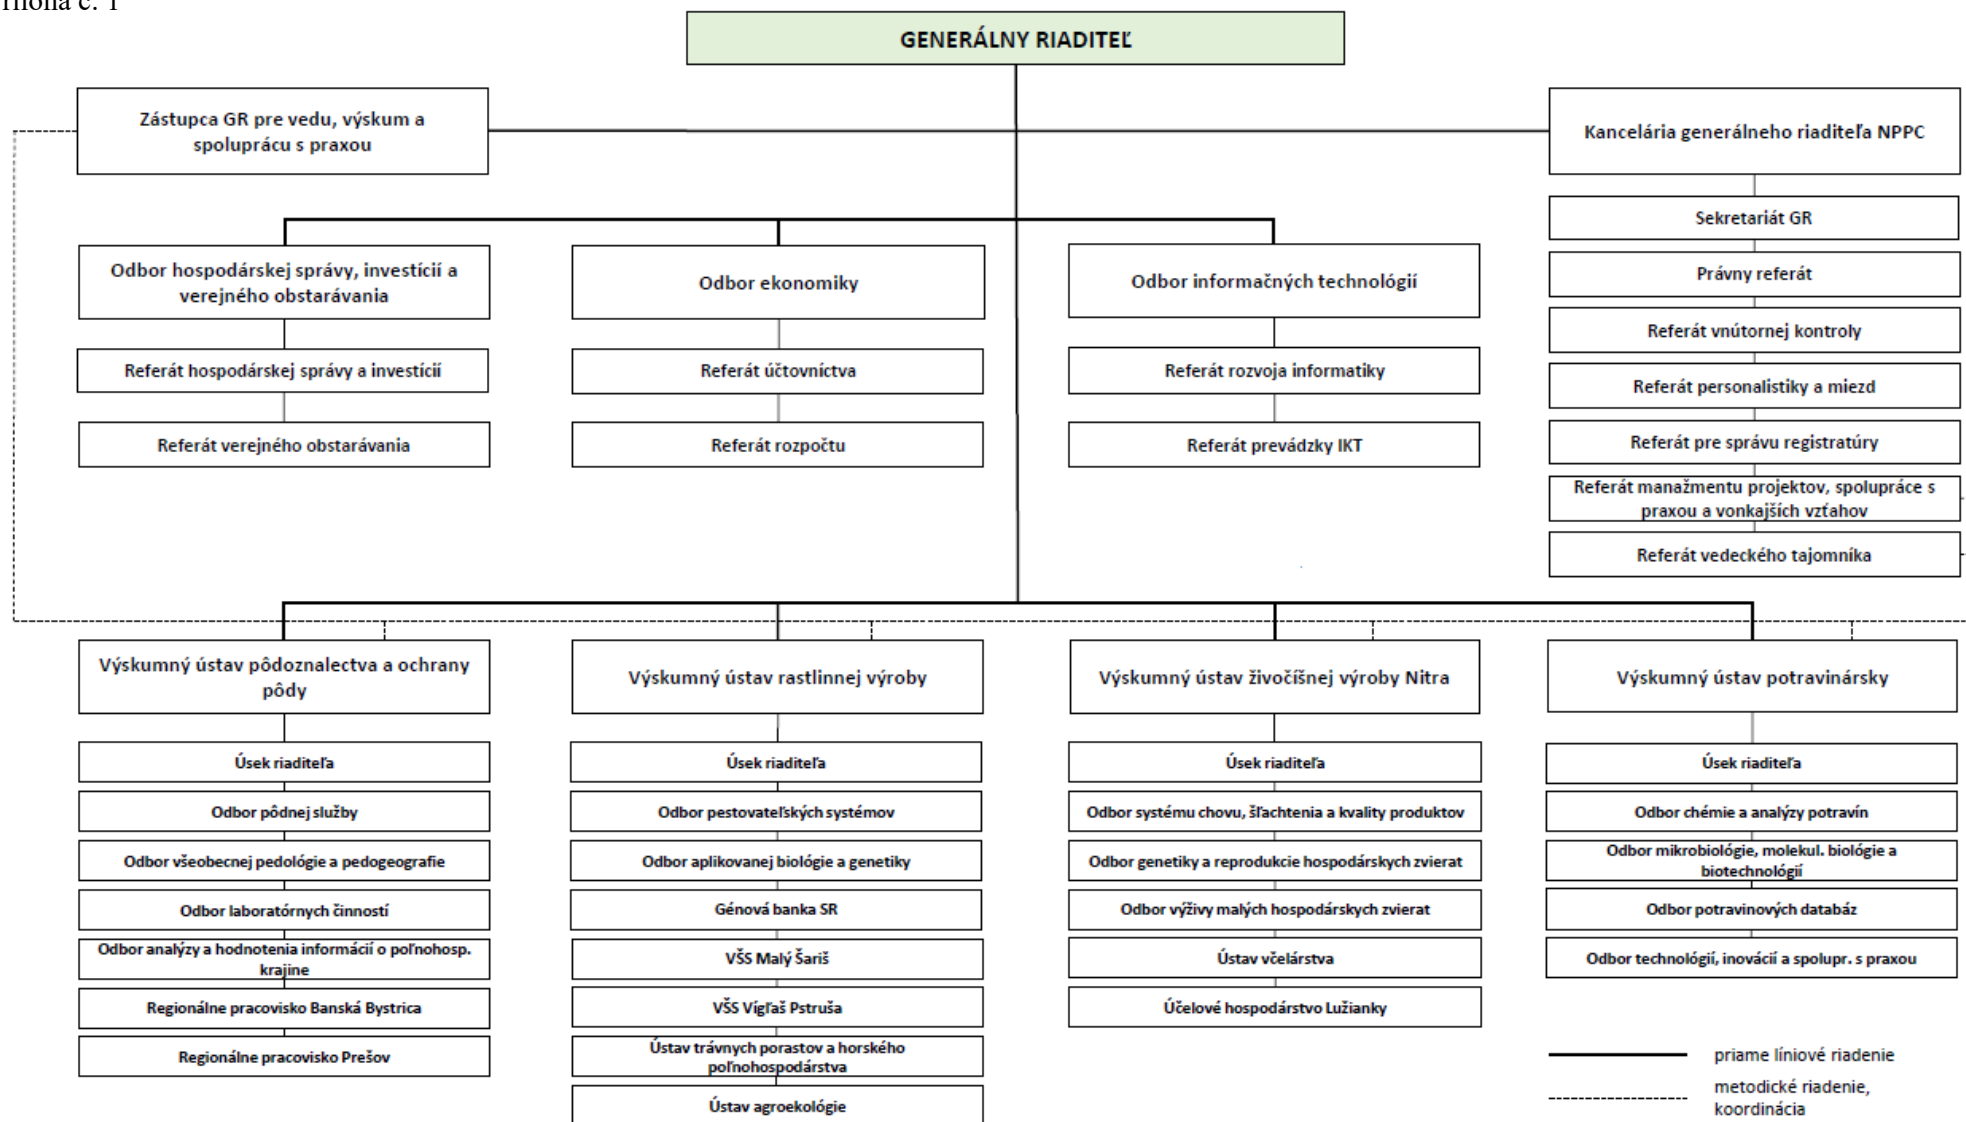 č. 1
GENERÁLNY RIADITEĽ
Zástupca GR pre vedu, výskum a
spoluprácu s praxou
Kancelária generálneho riaditeľa NPPC
Sekretariát GR
Právny referát
Referát vnútornej kontroly
Referát personalistiky a miezd
Referát pre správu registratúry
Referát manažmentu projektov, spolupráce s
praxou a vonkajších vzťahov
Referát vedeckého tajomníka
Odbor hospodárskej správy, investícií a
verejného obstarávania
Referát hospodárskej správy a investícií
Referát verejného obstarávania
Odbor ekonomiky
Referát účtovníctva
Referát rozpočtu
Odbor informačných technológií
Referát rozvoja informatiky
Referát prevádzky IKT
Výskumný ústav pôdoznalectva a ochrany
pôdy
Úsek riaditeľa
Odbor pôdnej služby
Odbor všeobecnej pedológie a pedogeografie
Odbor laboratórnych činností
Odbor analýzy a hodnotenia informácií o poľnohosp.
krajine
Regionálne pracovisko Banská Bystrica
Regionálne pracovisko Prešov
Výskumný ústav rastlinnej výroby
Úsek riaditeľa
Odbor pestovateľských systémov
Odbor aplikovanej biológie a genetiky
Génová banka SR
VŠS Malý Šariš
VŠS Vígľaš Pstruša
Ústav trávnych porastov a horského
poľnohospodárstva
Ústav agroekológie
Výskumný ústav živočíšnej výroby Nitra
Úsek riaditeľa
Odbor systému chovu, šľachtenia a kvality produktov
Odbor genetiky a reprodukcie hospodárskych zvierat
Odbor výživy malých hospodárskych zvierat
Ústav včelárstva
Účelové hospodárstvo Lužianky
Výskumný ústav potravinársky
Úsek riaditeľa
Odbor chémie a analýzy potravín
Odbor mikrobiológie, molekul. biológie a
biotechnológií
Odbor potravinových databáz
Odbor technológií, inovácií a spolupr. s praxou
priame líniové riadenie
metodické riadenie,
koordinácia